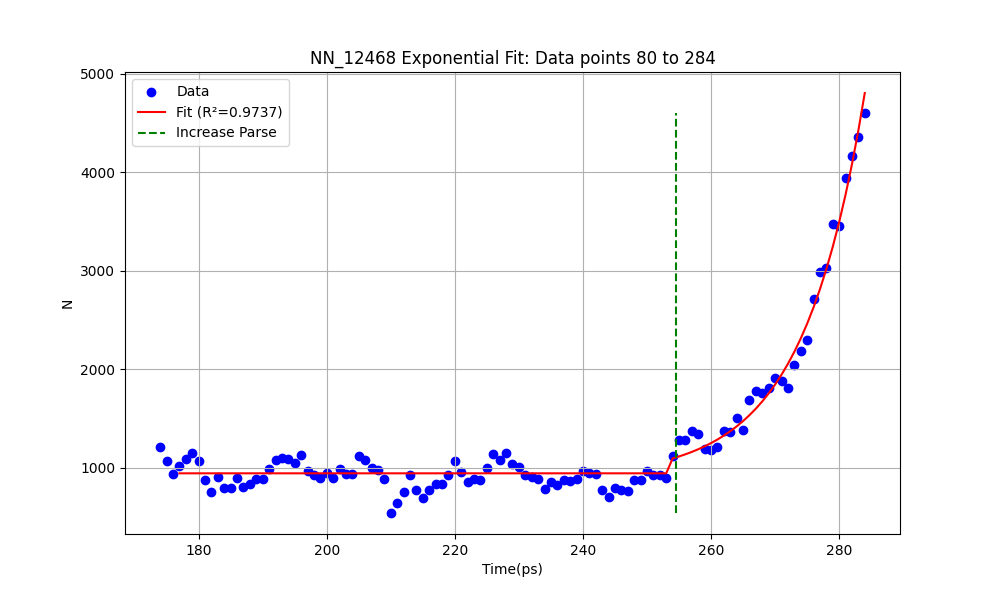 NN_12468 Exponential Fit: Data points 80 to 284
Data
Fit (R²=0.9737)
Increase Parse
5000
4000
3000
2000
1000
N
180
200
220
240
260
280
Time(ps)